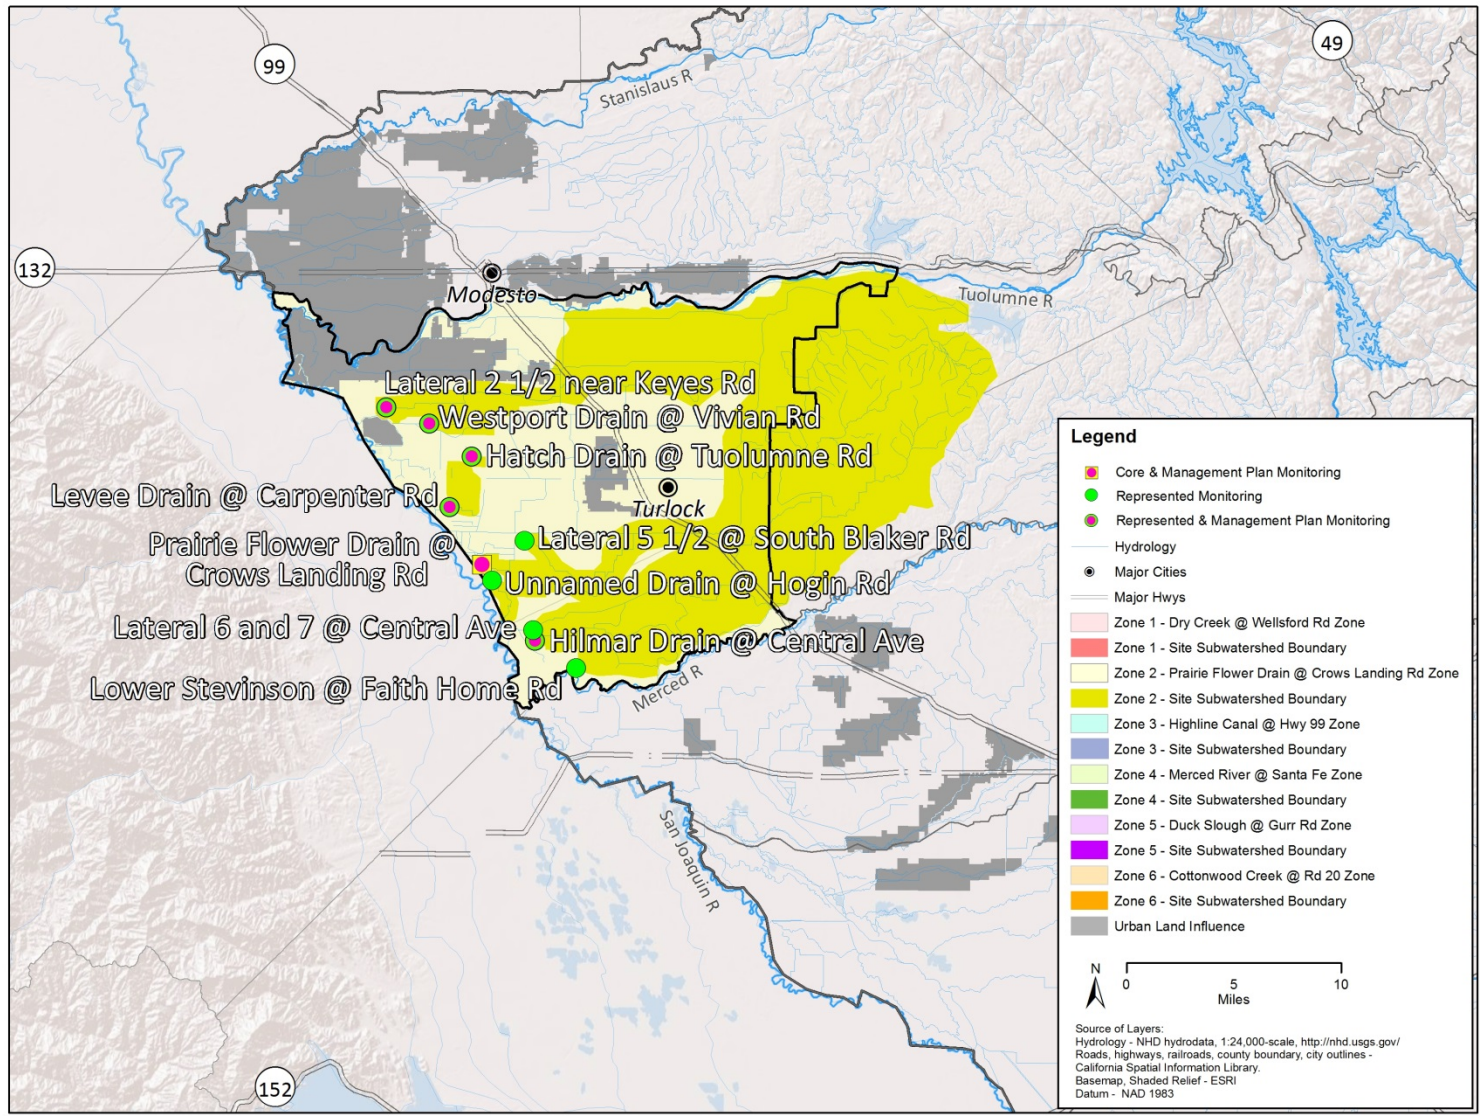 99
49
Stanislaus R
132
Modesto
Tuolumne R
Lateral 2 1/2 near Keyes Rd
Westport Drain @ Vivian Rd
Hatch Drain @ Tuolumne Rd
Levee Drain @ Carpenter Rd
Turlock
Prairie Flower Drain @
Crows Landing Rd
Lateral 5 1/2 @ South Blaker Rd
Unnamed Drain @ Hogin Rd
Lateral 6 and 7 @ Central Ave
Hilmar Drain @ Central Ave
Lower Stevinson @ Faith Home Rd
Merced R
San Joaquin R
152
Legend
Core & Management Plan Monitoring
Represented Monitoring
Represented & Management Plan Monitoring
Hydrology
Major Cities
Major Hwys
Zone 1 - Dry Creek @ Wellsford Rd Zone
Zone 1 - Site Subwatershed Boundary
Zone 2 - Prairie Flower Drain @ Crows Landing Rd Zone
Zone 2 - Site Subwatershed Boundary
Zone 3 - Highline Canal @ Hwy 99 Zone
Zone 3 - Site Subwatershed Boundary
Zone 4 - Merced River @ Santa Fe Zone
Zone 4 - Site Subwatershed Boundary
Zone 5 - Duck Slough @ Gurr Rd Zone
Zone 5 - Site Subwatershed Boundary
Zone 6 - Cottonwood Creek @ Rd 20 Zone
Zone 6 - Site Subwatershed Boundary
Urban Land Influence
N
0 5 10
Miles
Source of Layers:
Hydrology - NHD hydrodata, 1:24,000-scale, http://nhd.usgs.gov/
Roads, highways, railroads, county boundary, city outlines -
California Spatial Information Library.
Basemap, Shaded Relief - ESRI
Datum - NAD 1983